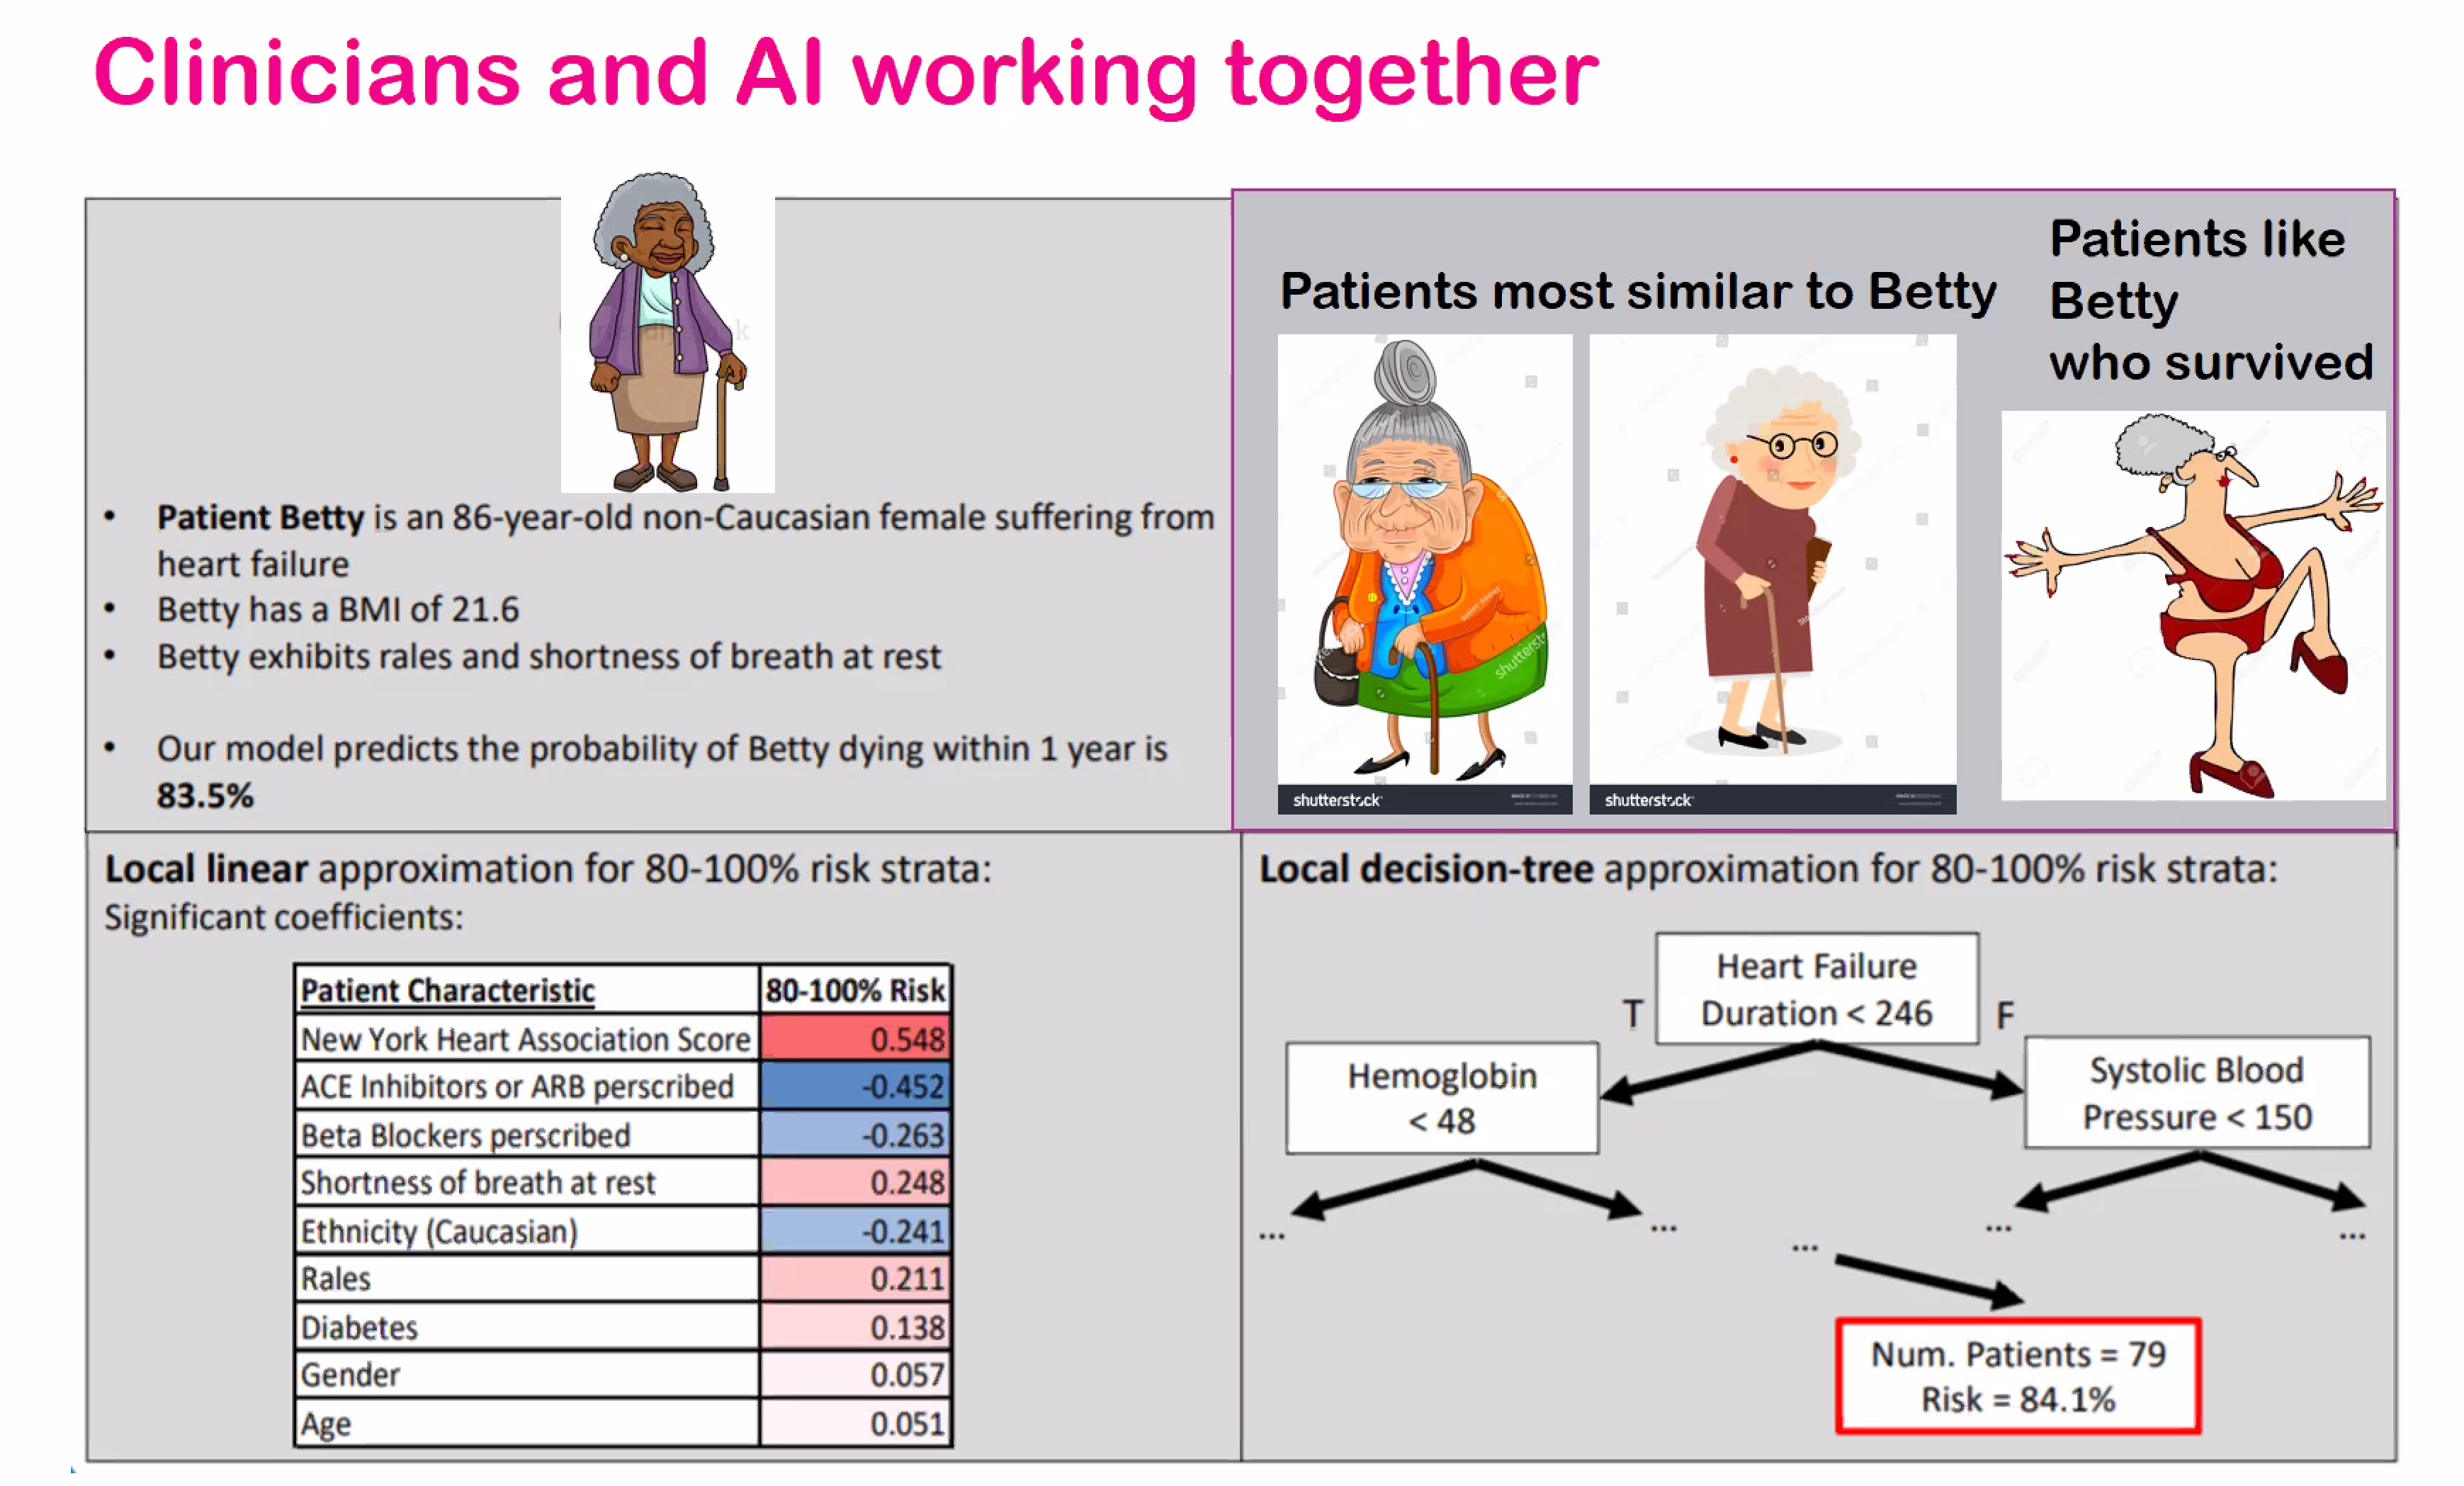 Clinicians and AI working together
• Patient Betty is an 86-year-old non-Caucasian female suffering from
heart failure
• Betty has a BMI of 21.6
• Betty exhibits rales and shortness of breath at rest
• Our model predicts the probability of Betty dying within 1 year is
83.5%
Patients most similar to Betty
Patients like
Betty
who survived
shutterstock
shutterstock
Local linear approximation for 80-100% risk strata:
Significant coefficients:
Patient Characteristic 80-100% Risk
New York Heart Association Score 0.548
ACE Inhibitors or ARB perscribed -0.452
Beta Blockers perscribed -0.263
Shortness of breath at rest 0.248
Ethnicity (Caucasian) -0.241
Rales 0.211
Diabetes 0.138
Gender 0.057
Age 0.051
Local decision-tree approximation for 80-100% risk strata:
Heart Failure
Duration < 246
T
F
Hemoglobin
< 48
Systolic Blood
Pressure < 150
...
...
...
...
...
Num. Patients = 79
Risk = 84.1%